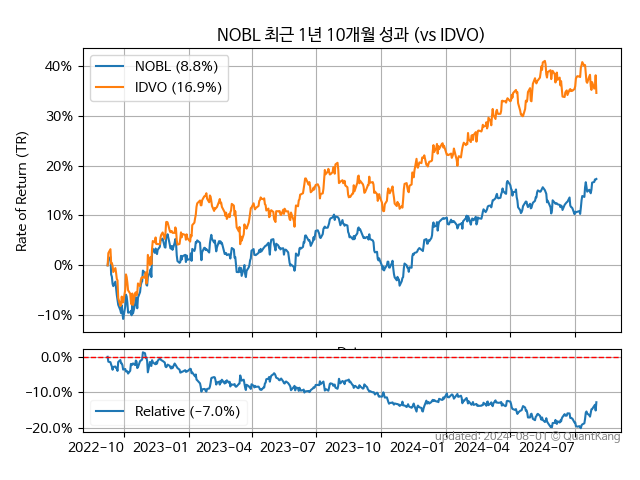 NOBL 최근 1년 10개월 성과 (vs IDVO)
NOBL (8.8%)
IDVO (16.9%)
Rate of Return (TR)
40%
30%
20%
10%
0%
−10%
0.0%
−10.0%
−20.0%
Relative (−7.0%)
2022−10 2023−01 2023−04 2023−07 2023−10 2024−01 2024−04 2024−07
updated: 2024-08-01 © QuantKang